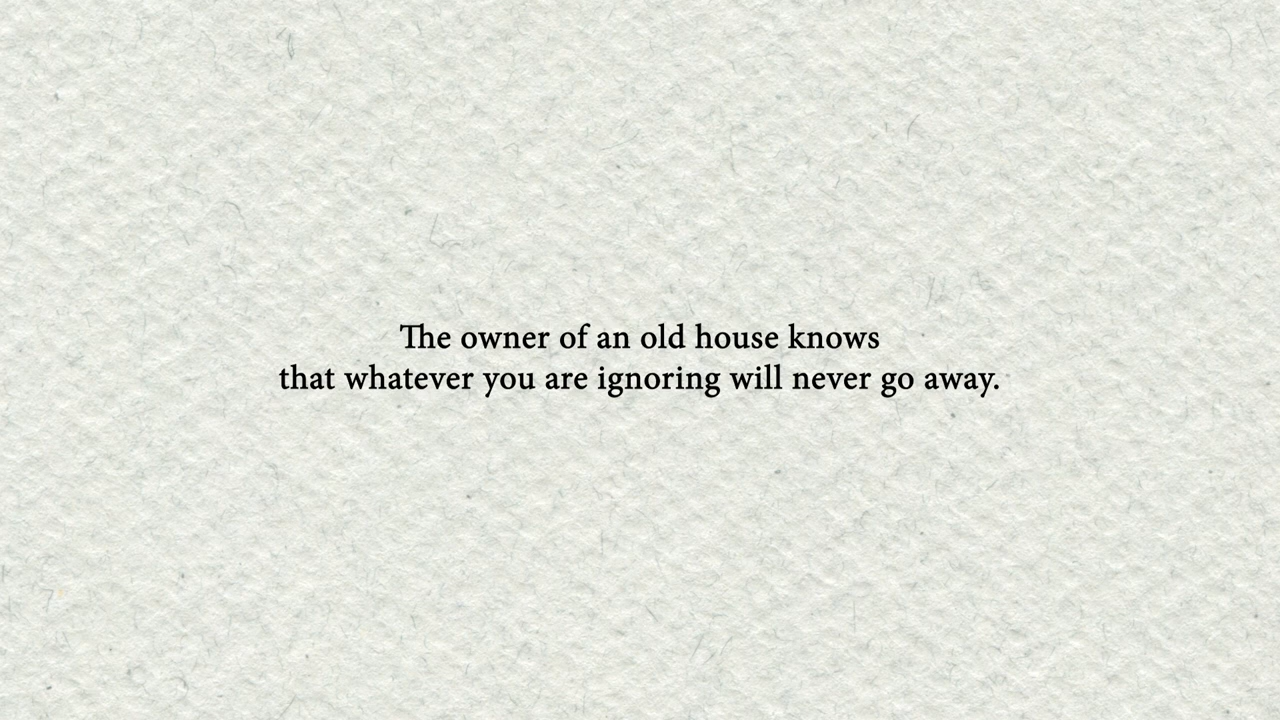 The owner of an old house knows
that whatever you are ignoring will never go away.